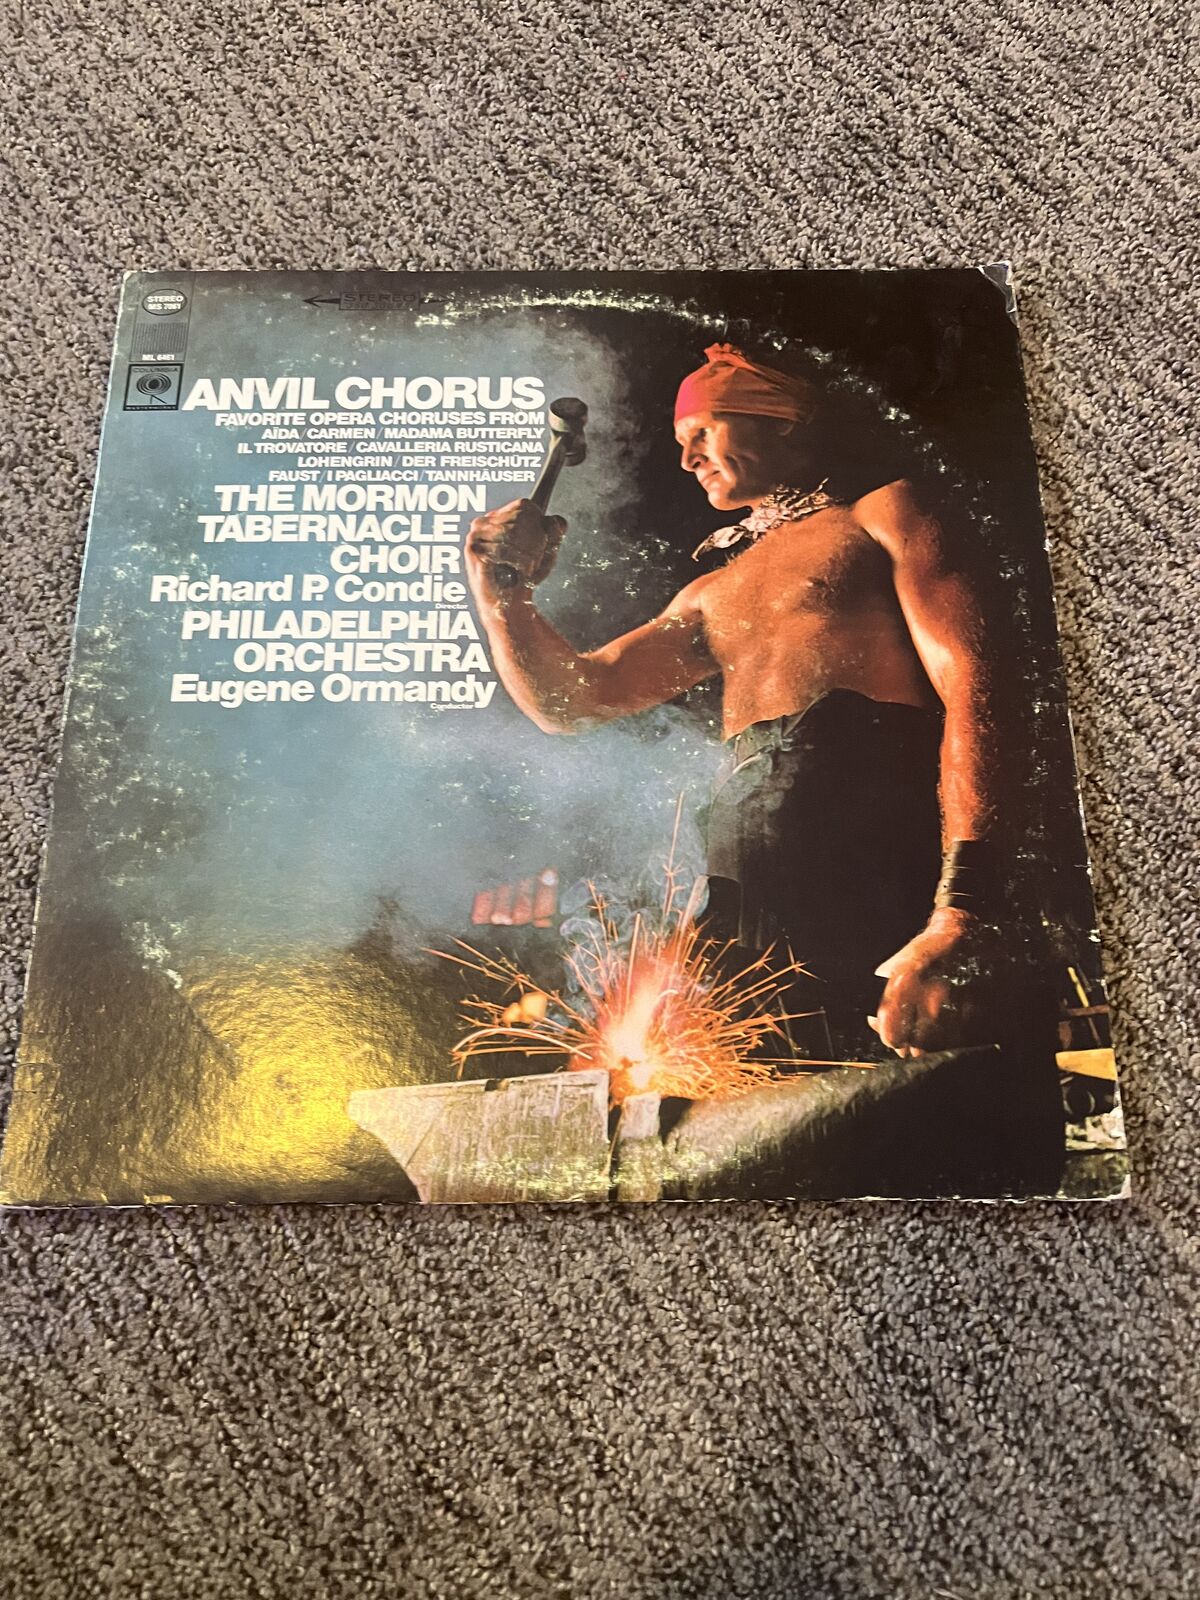 STEREO
MS 7061
ML 6461
COLUMBIA
MASTERWORKS
STEREO
ANVIL CHORUS
FAVORITE OPERA CHORUSES FROM
AÏDA/CARMEN/MADAMA BUTTERFLY
IL TROVATORE/CAVALLERIA RUSTICANA
LOHENGRIN/DER FREISCHÜTZ
FAUST/I PAGLIACCI/TANNHÄUSER
THE MORMON
TABERNACLE
CHOIR
Richard P. Condie
Director
PHILADELPHIA
ORCHESTRA
Eugene Ormandy
Conductor